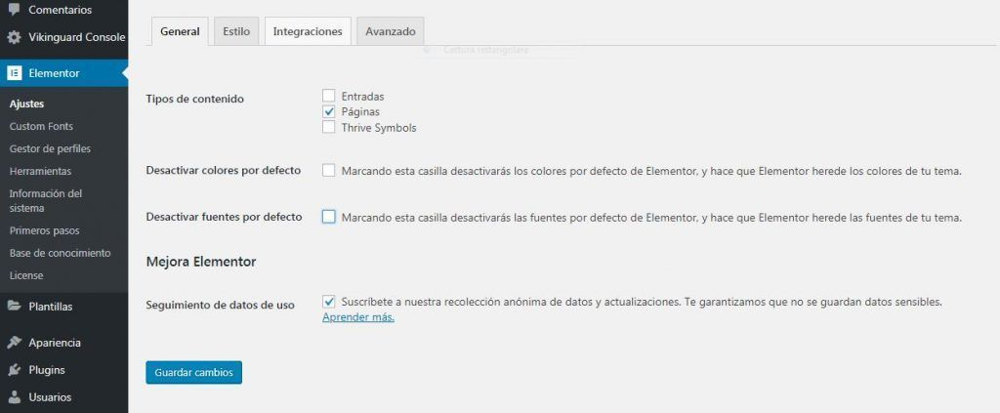 Comentarios
Vikinguard Console
Elementor
Ajustes
Custom Fonts
Gestor de perfiles
Herramientas
Información del
sistema
Primeros pasos
Base de conocimiento
License
Plantillas
Apariencia
Plugins
Usuarios
General Estilo Integraciones Avanzado
Cattura rettangolare
Tipos de contenido
Entradas
Páginas
Thrive Symbols
Desactivar colores por defecto
Marcando esta casilla desactivarás los colores por defecto de Elementor, y hace que Elementor herede los colores de tu tema.
Desactivar fuentes por defecto
Marcando esta casilla desactivarás las fuentes por defecto de Elementor, y hace que Elementor herede las fuentes de tu tema.
Mejora Elementor
Seguimiento de datos de uso
Suscríbete a nuestra recolección anónima de datos y actualizaciones. Te garantizamos que no se guardan datos sensibles.
Aprender más.
Guardar cambios